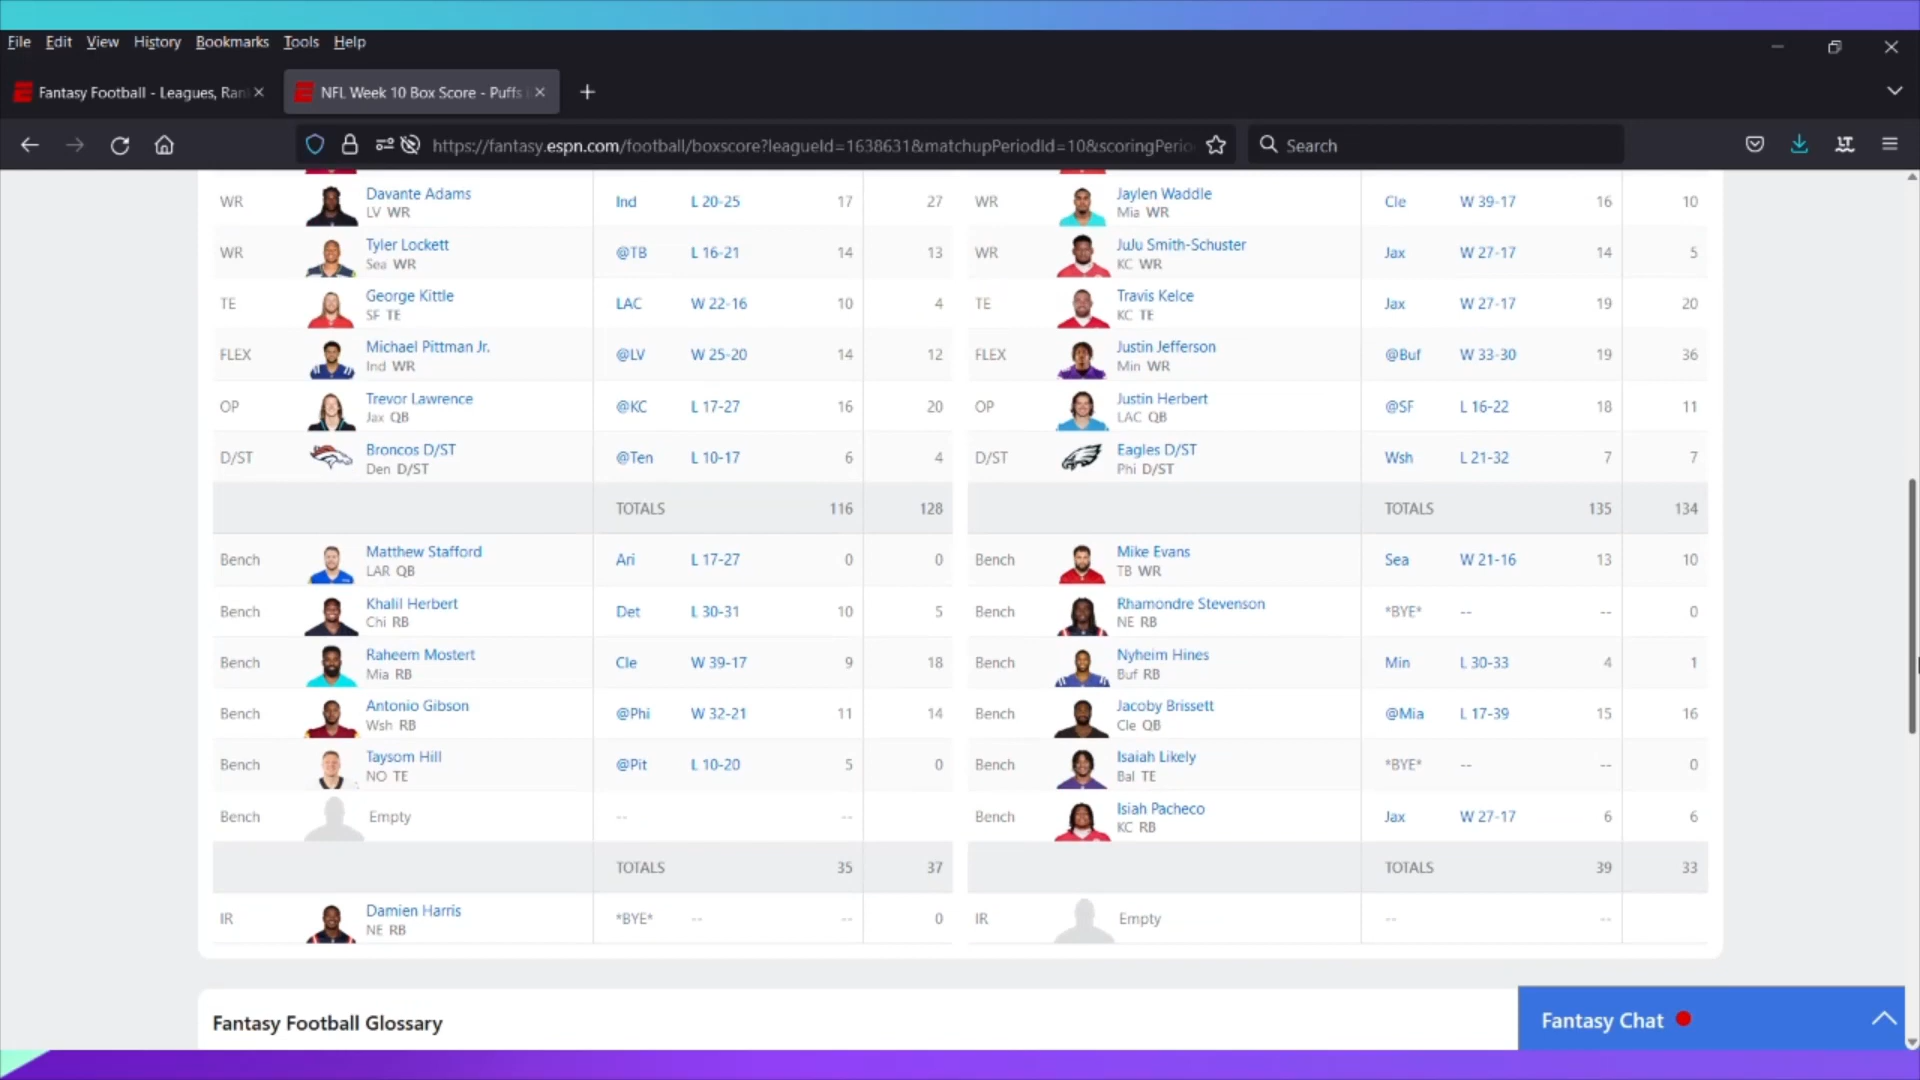 File Edit View History Bookmarks Tools Help
Fantasy Football - Leagues, Ran
NFL Week 10 Box Score - Puffs
https://fantasy.espn.com/football/boxscore?leagueId=1638631&matchupPeriodId=10&scoringPerio
Search
WR Davante Adams Ind L 20-25 17 27 WR Jaylen Waddle Cle W 39-17 16 10
LV WR Mia WR
WR Tyler Lockett @TB L 16-21 14 13 WR JuJu Smith-Schuster Jax W 27-17 14 5
Sea WR KC WR
TE George Kittle LAC W 22-16 10 4 TE Travis Kelce Jax W 27-17 19 20
SF TE KC TE
FLEX Michael Pittman Jr. @LV W 25-20 14 12 FLEX Justin Jefferson @Buf W 33-30 19 36
Ind WR Min WR
OP Trevor Lawrence @KC L 17-27 16 20 OP Justin Herbert @SF L 16-22 18 11
Jax QB LAC QB
D/ST Broncos D/ST @Ten L 10-17 6 4 D/ST Eagles D/ST Wsh L 21-32 7 7
Den D/ST Phi D/ST
TOTALS 116 128 TOTALS 135 134
Bench Matthew Stafford Ari L 17-27 0 0 Bench Mike Evans Sea W 21-16 13 10
LAR QB TB WR
Bench Khalil Herbert Det L 30-31 10 5 Bench Rhamondre Stevenson *BYE* -- -- 0
Chi RB NE RB
Bench Raheem Mostert Cle W 39-17 9 18 Bench Nyheim Hines Min L 30-33 4 1
Mia RB Buf RB
Bench Antonio Gibson @Phi W 32-21 11 14 Bench Jacoby Brissett @Mia L 17-39 15 16
Wsh RB Cle QB
Bench Taysom Hill @Pit L 10-20 5 0 Bench Isaiah Likely *BYE* -- -- 0
NO TE Bal TE
Bench Empty -- -- Bench Isiah Pacheco Jax W 27-17 6 6
KC RB
TOTALS 35 37 TOTALS 39 33
IR Damien Harris *BYE* -- -- 0 IR Empty -- --
NE RB
Fantasy Football Glossary
Fantasy Chat